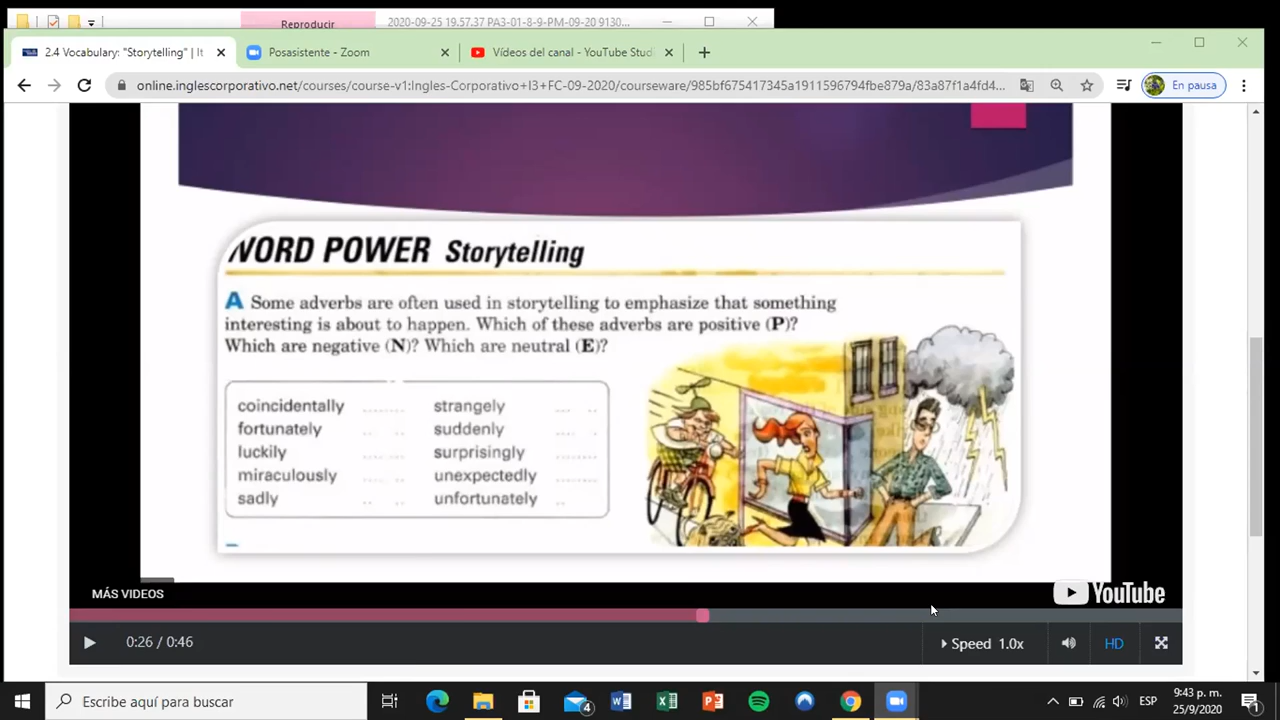 Reproducir
2020-09-25 19.57.37 PA3-01-8-9-PM-09-20 9130...
2.4 Vocabulary: "Storytelling" | It
Posasistente - Zoom
Vídeos del canal - YouTube Studi
online.inglescorporativo.net/courses/course-v1:Ingles-Corporativo+I3+FC-09-2020/courseware/985bf675417345a1911596794fbe879a/83a87f1a4fd4...
En pausa
WORD POWER Storytelling
A Some adverbs are often used in storytelling to emphasize that something
interesting is about to happen. Which of these adverbs are positive (P)?
Which are negative (N)? Which are neutral (E)?
coincidentally strangely
fortunately suddenly
luckily surprisingly
miraculously unexpectedly
sadly unfortunately
MÁS VIDEOS
YouTube
0:26 / 0:46
Speed 1.0x
HD
Escribe aquí para buscar
4
ESP
9:43 p. m.
25/9/2020
1